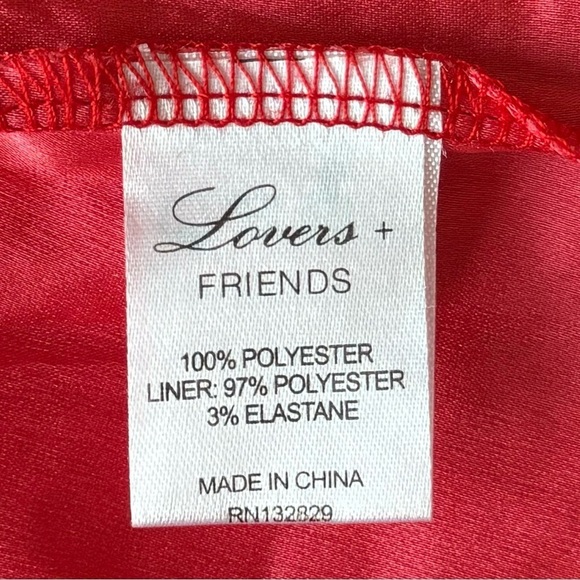 Lovers +
FRIENDS
100% POLYESTER
LINER: 97% POLYESTER
3% ELASTANE
MADE IN CHINA
RN132829